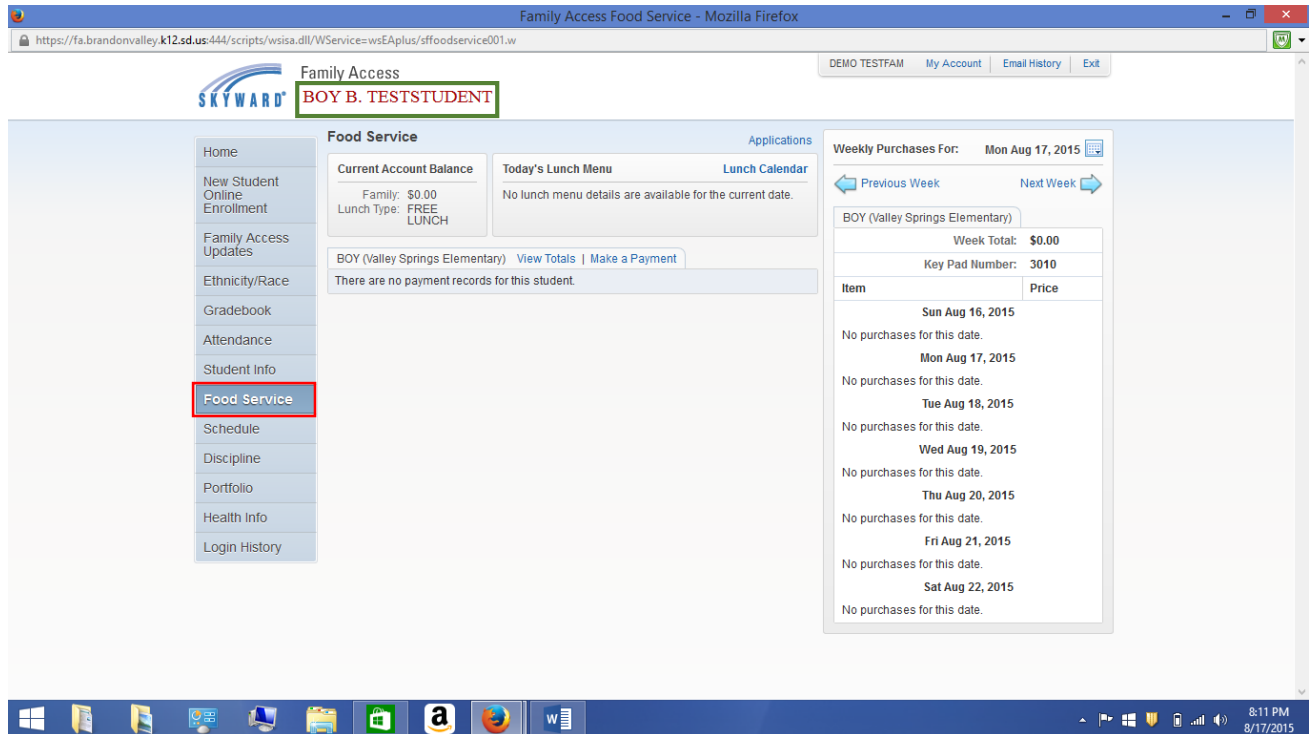 Family Access Food Service - Mozilla Firefox
https://fa.brandonvalley.k12.sd.us:444/scripts/wsisa.dll/WService=wsEAplus/sffoodservice001.w
SKYWARD®
Family Access
BOY B. TESTSTUDENT
DEMO TESTFAM My Account Email History Exit
Home
New Student
Online
Enrollment
Family Access
Updates
Ethnicity/Race
Gradebook
Attendance
Student Info
Food Service
Schedule
Discipline
Portfolio
Health Info
Login History
Food Service
Applications
Current Account Balance
Family: $0.00
Lunch Type: FREE
LUNCH
Today's Lunch Menu Lunch Calendar
No lunch menu details are available for the current date.
BOY (Valley Springs Elementary) View Totals | Make a Payment
There are no payment records for this student.
Weekly Purchases For: Mon Aug 17, 2015
Previous Week Next Week
BOY (Valley Springs Elementary)
Week Total: $0.00
Key Pad Number: 3010
Item Price
Sun Aug 16, 2015
No purchases for this date.
Mon Aug 17, 2015
No purchases for this date.
Tue Aug 18, 2015
No purchases for this date.
Wed Aug 19, 2015
No purchases for this date.
Thu Aug 20, 2015
No purchases for this date.
Fri Aug 21, 2015
No purchases for this date.
Sat Aug 22, 2015
No purchases for this date.
a
W
8:11 PM
8/17/2015